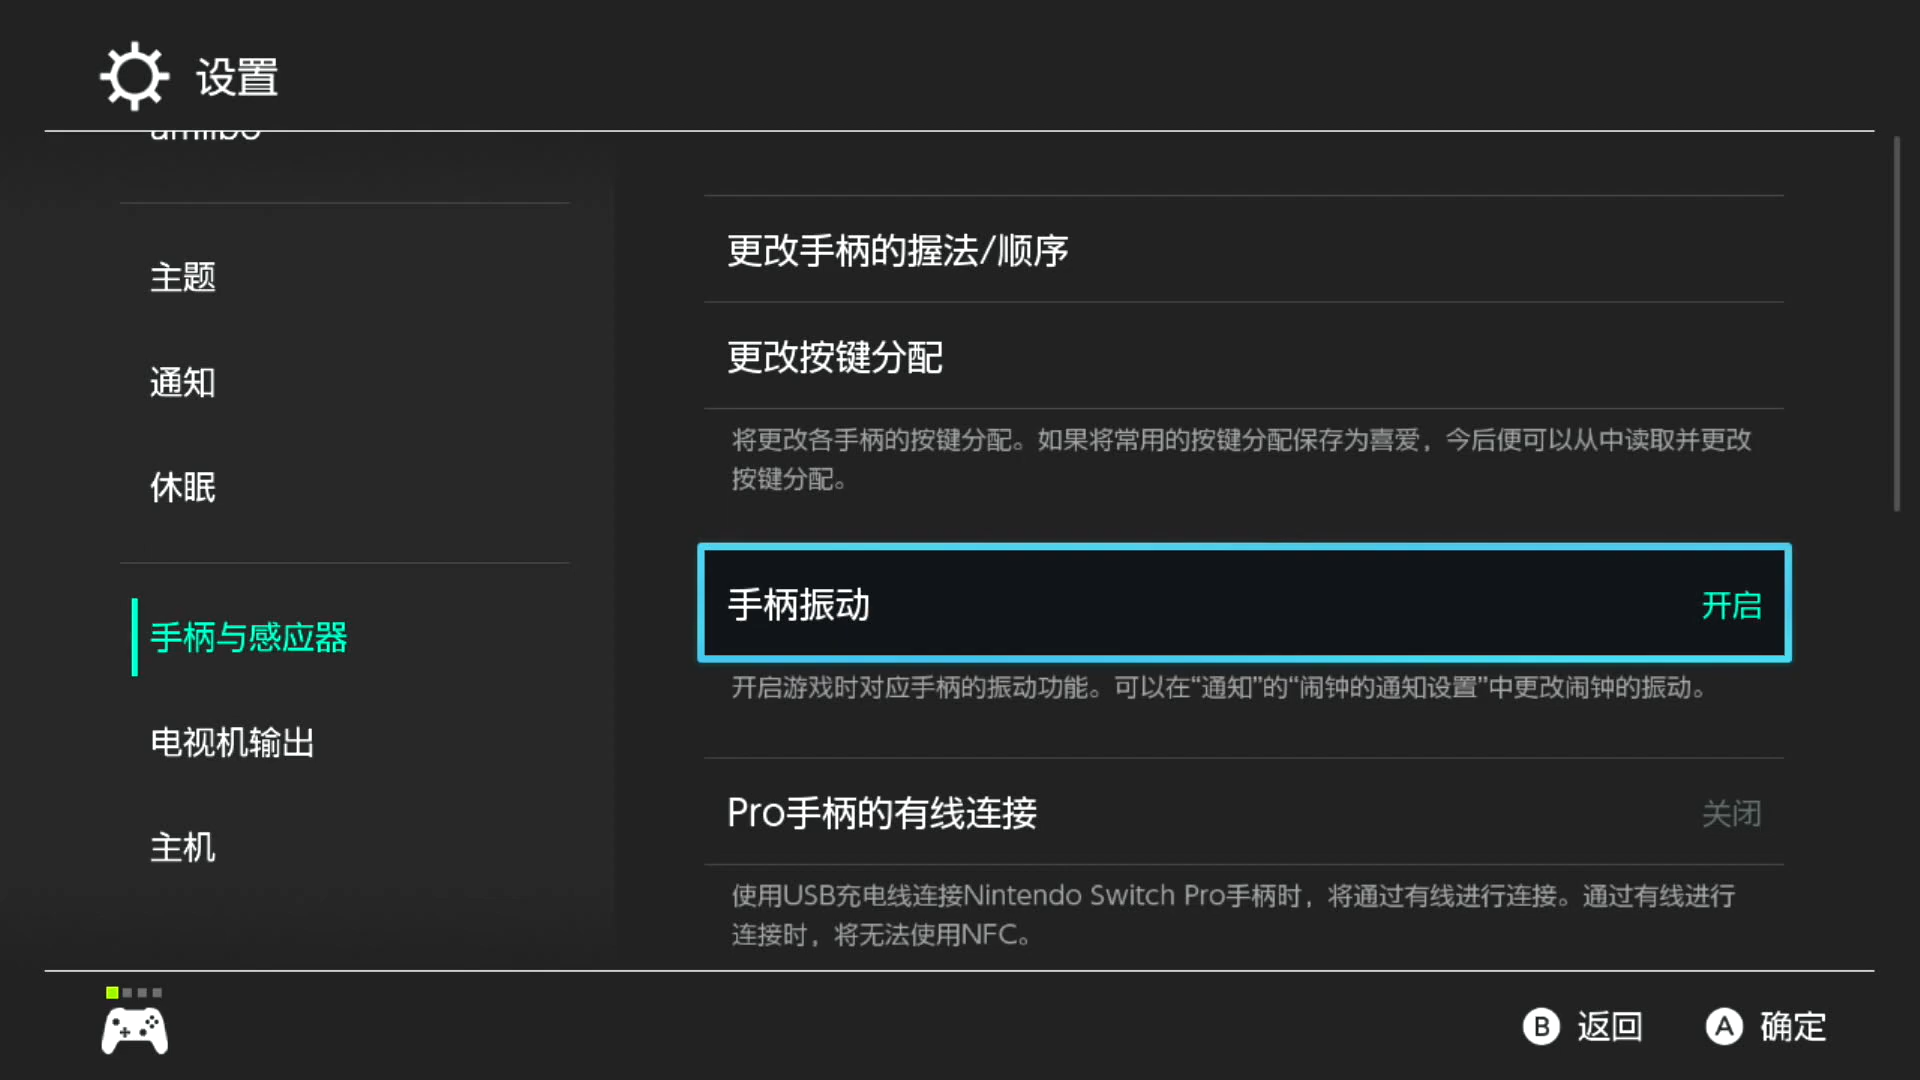 设置
amiibo
主题
通知
休眠
手柄与感应器
电视机输出
主机
更改手柄的握法/顺序
更改按键分配
将更改各手柄的按键分配。如果将常用的按键分配保存为喜爱，今后便可以从中读取并更改
按键分配。
手柄振动 开启
开启游戏时对应手柄的振动功能。可以在“通知”的“闹钟的通知设置”中更改闹钟的振动。
Pro手柄的有线连接 关闭
使用USB充电线连接Nintendo Switch Pro手柄时，将通过有线进行连接。通过有线进行
连接时，将无法使用NFC。
B 返回 A 确定